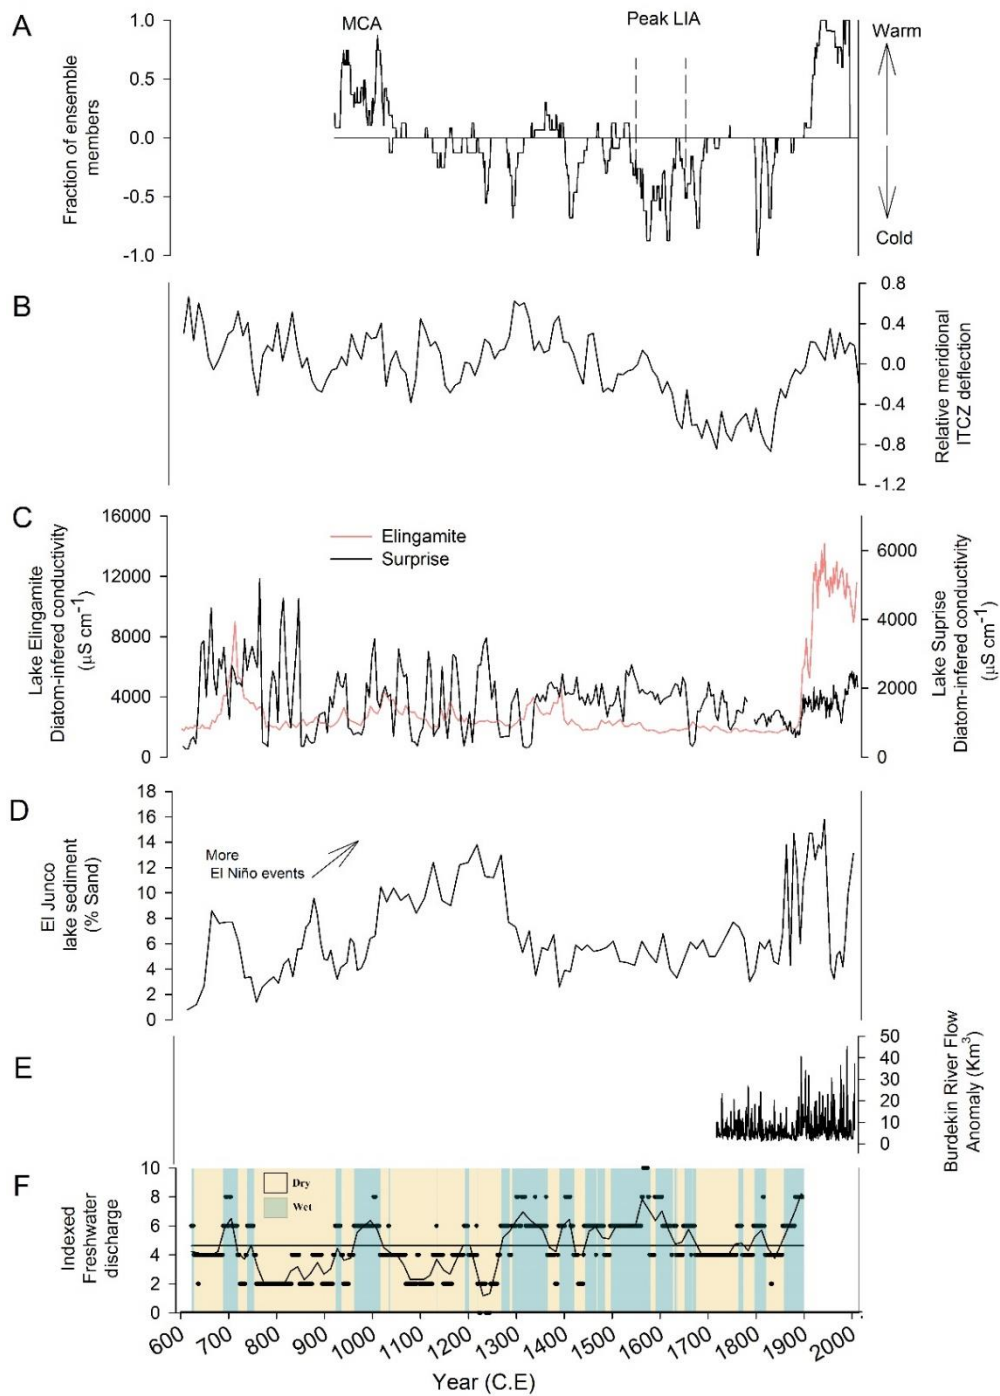 A
MCA
Peak LIA
Warm
Cold
Fraction of ensemble
members
1.0
0.5
0.0
-0.5
-1.0
B
0.8
0.4
0.0
-0.4
-0.8
-1.2
Relative meridional
ITCZ deflection
C
Elingamite
Surprise
Lake Elingamite
Diatom-infered conductivity
(µS cm⁻¹)
16000
12000
8000
4000
0
6000
4000
2000
0
Lake Suprise
Diatom-infered conductivity
(µS cm⁻¹)
D
More
El Niño events
El Junco
lake sediment
(% Sand)
18
16
14
12
10
8
6
4
2
0
E
50
40
30
20
10
0
Burdekin River Flow
Anomaly (Km³)
F
Dry
Wet
Indexed
Freshwater
discharge
10
8
6
4
2
0
600 700 800 900 1000 1100 1200 1300 1400 1500 1600 1700 1800 1900 2000
Year (C.E)